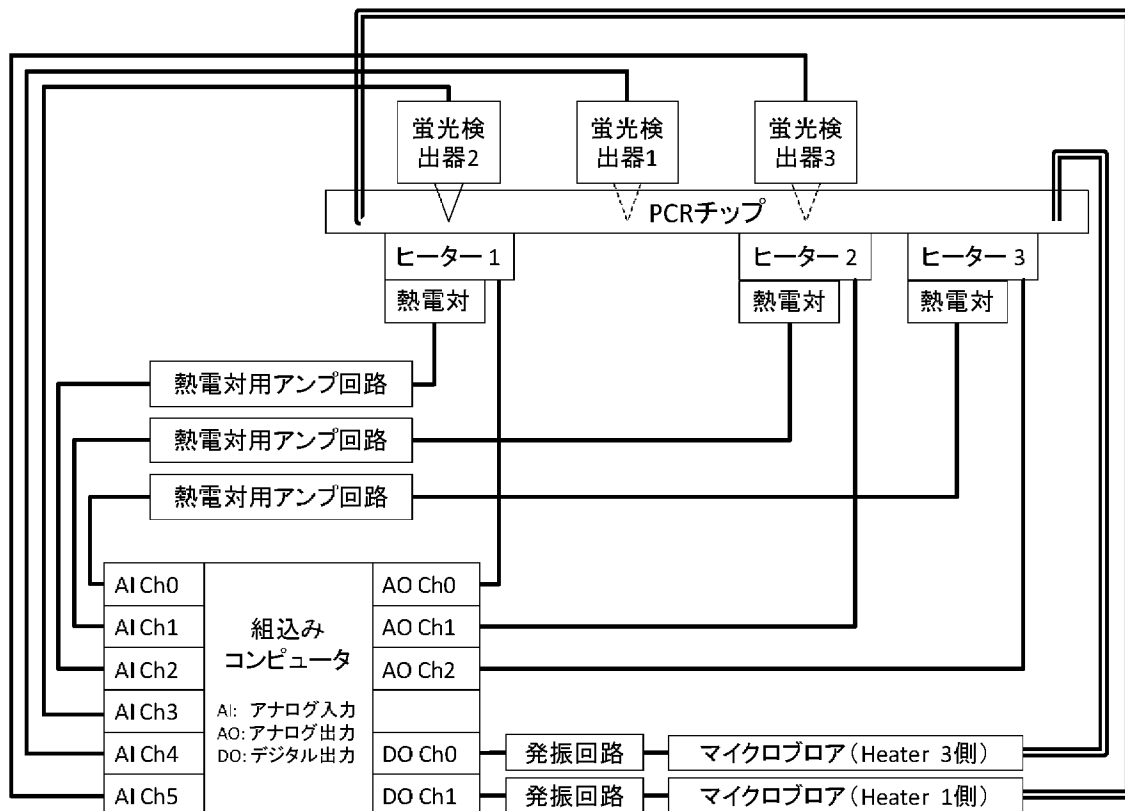 蛍光検
出器2
蛍光検
出器1
蛍光検
出器3
PCRチップ
ヒーター 1
ヒーター 2
ヒーター 3
熱電対
熱電対
熱電対
熱電対用アンプ回路
熱電対用アンプ回路
熱電対用アンプ回路
AI Ch0
AI Ch1
AI Ch2
AI Ch3
AI Ch4
AI Ch5
組込み
コンピュータ
AI: アナログ入力
AO: アナログ出力
DO: デジタル出力
AO Ch0
AO Ch1
AO Ch2
DO Ch0
DO Ch1
発振回路
マイクロブロア（Heater 3側）
発振回路
マイクロブロア（Heater 1側）